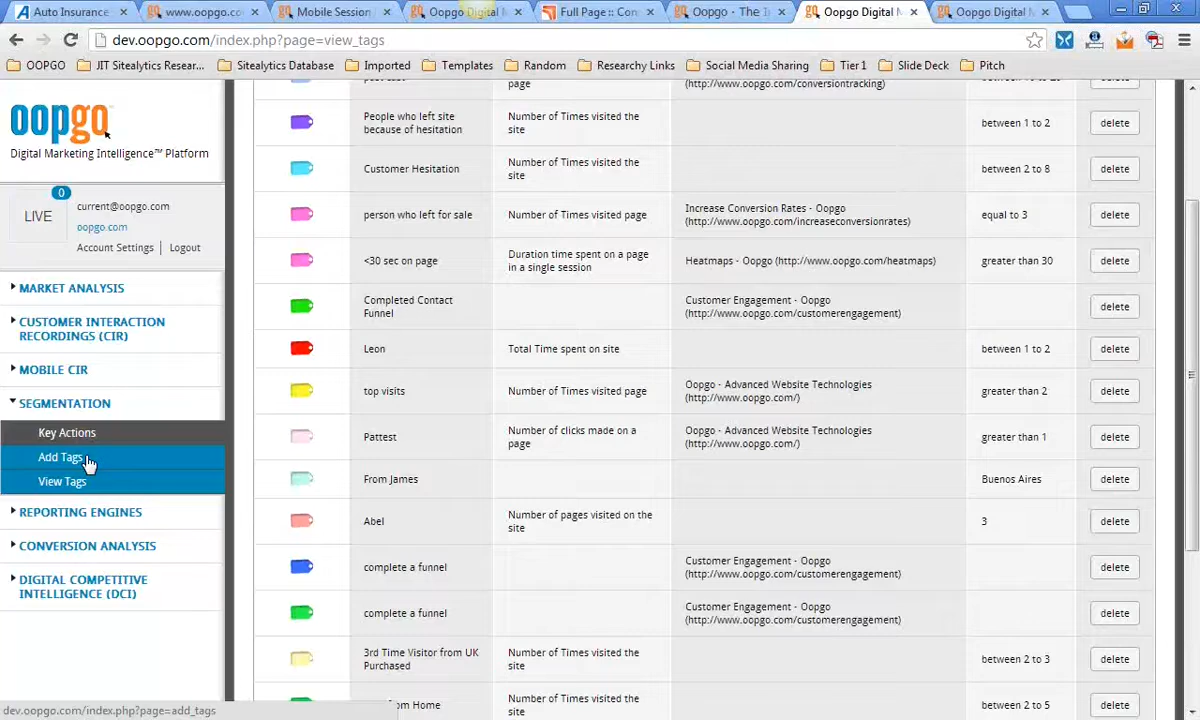 Auto Insurance
www.oopgo.co
Mobile Session
Oopgo Digital M
Full Page :: Con
Oopgo - The I
Oopgo Digital M
Oopgo Digital M
dev.oopgo.com/index.php?page=view_tags
OOPGO
JIT Sitealytics Resear...
Sitealytics Database
Imported
Templates
Random
Researchy Links
Social Media Sharing
Tier1
Slide Deck
Pitch
oopgo
Digital Marketing Intelligence™ Platform
0
LIVE
current@oopgo.com
oopgo.com
Account Settings | Logout
MARKET ANALYSIS
CUSTOMER INTERACTION
RECORDINGS (CIR)
MOBILE CIR
SEGMENTATION
Key Actions
Add Tags
View Tags
REPORTING ENGINES
CONVERSION ANALYSIS
DIGITAL COMPETITIVE
INTELLIGENCE (DCI)
page
(http://www.oopgo.com/conversiontracking)
delete
People who left site
because of hesitation
Number of Times visited the
site
between 1 to 2
delete
Customer Hesitation
Number of Times visited the
site
between 2 to 8
delete
person who left for sale
Number of Times visited page
Increase Conversion Rates - Oopgo
(http://www.oopgo.com/increaseconversionrates)
equal to 3
delete
<30 sec on page
Duration time spent on a page
in a single session
Heatmaps - Oopgo (http://www.oopgo.com/heatmaps)
greater than 30
delete
Completed Contact
Funnel
Customer Engagement - Oopgo
(http://www.oopgo.com/customerengagement)
delete
Leon
Total Time spent on site
between 1 to 2
delete
top visits
Number of Times visited page
Oopgo - Advanced Website Technologies
(http://www.oopgo.com/)
greater than 2
delete
Pattest
Number of clicks made on a
page
Oopgo - Advanced Website Technologies
(http://www.oopgo.com/)
greater than 1
delete
From James
Buenos Aires
delete
Abel
Number of pages visited on the
site
3
delete
complete a funnel
Customer Engagement - Oopgo
(http://www.oopgo.com/customerengagement)
delete
complete a funnel
Customer Engagement - Oopgo
(http://www.oopgo.com/customerengagement)
delete
3rd Time Visitor from UK
Purchased
Number of Times visited the
site
between 2 to 3
delete
om Home
Number of Times visited the
site
between 2 to 5
delete
dev.oopgo.com/index.php?page=add_tags